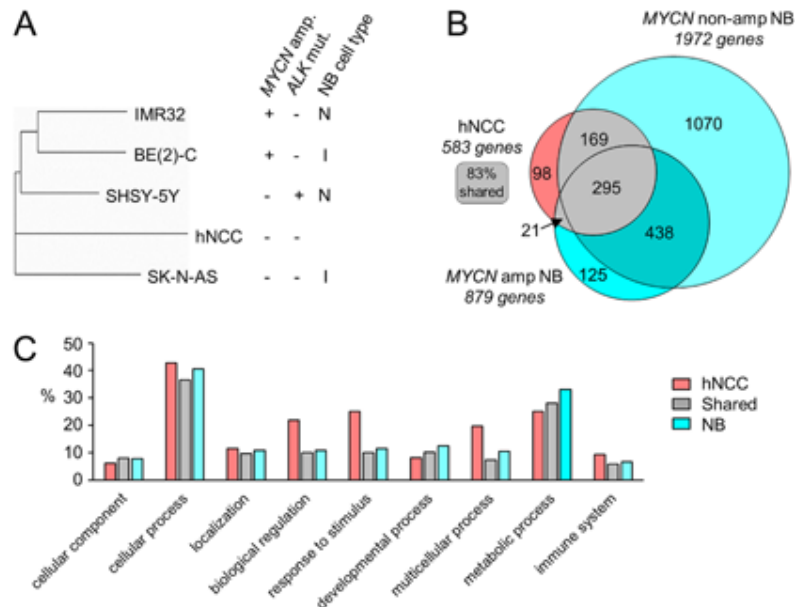 A
MYCN amp.
ALK mut.
NB cell type
IMR32 + - N
BE(2)-C + - I
SHSY-5Y - + N
hNCC - -
SK-N-AS - - I
B
MYCN non-amp NB
1972 genes
hNCC
583 genes
83%
shared
98
169
1070
295
21
438
125
MYCN amp NB
879 genes
C
%
50
40
30
20
10
0
hNCC
Shared
NB
cellular component
cellular process
localization
biological regulation
response to stimulus
developmental process
multicellular process
metabolic process
immune system